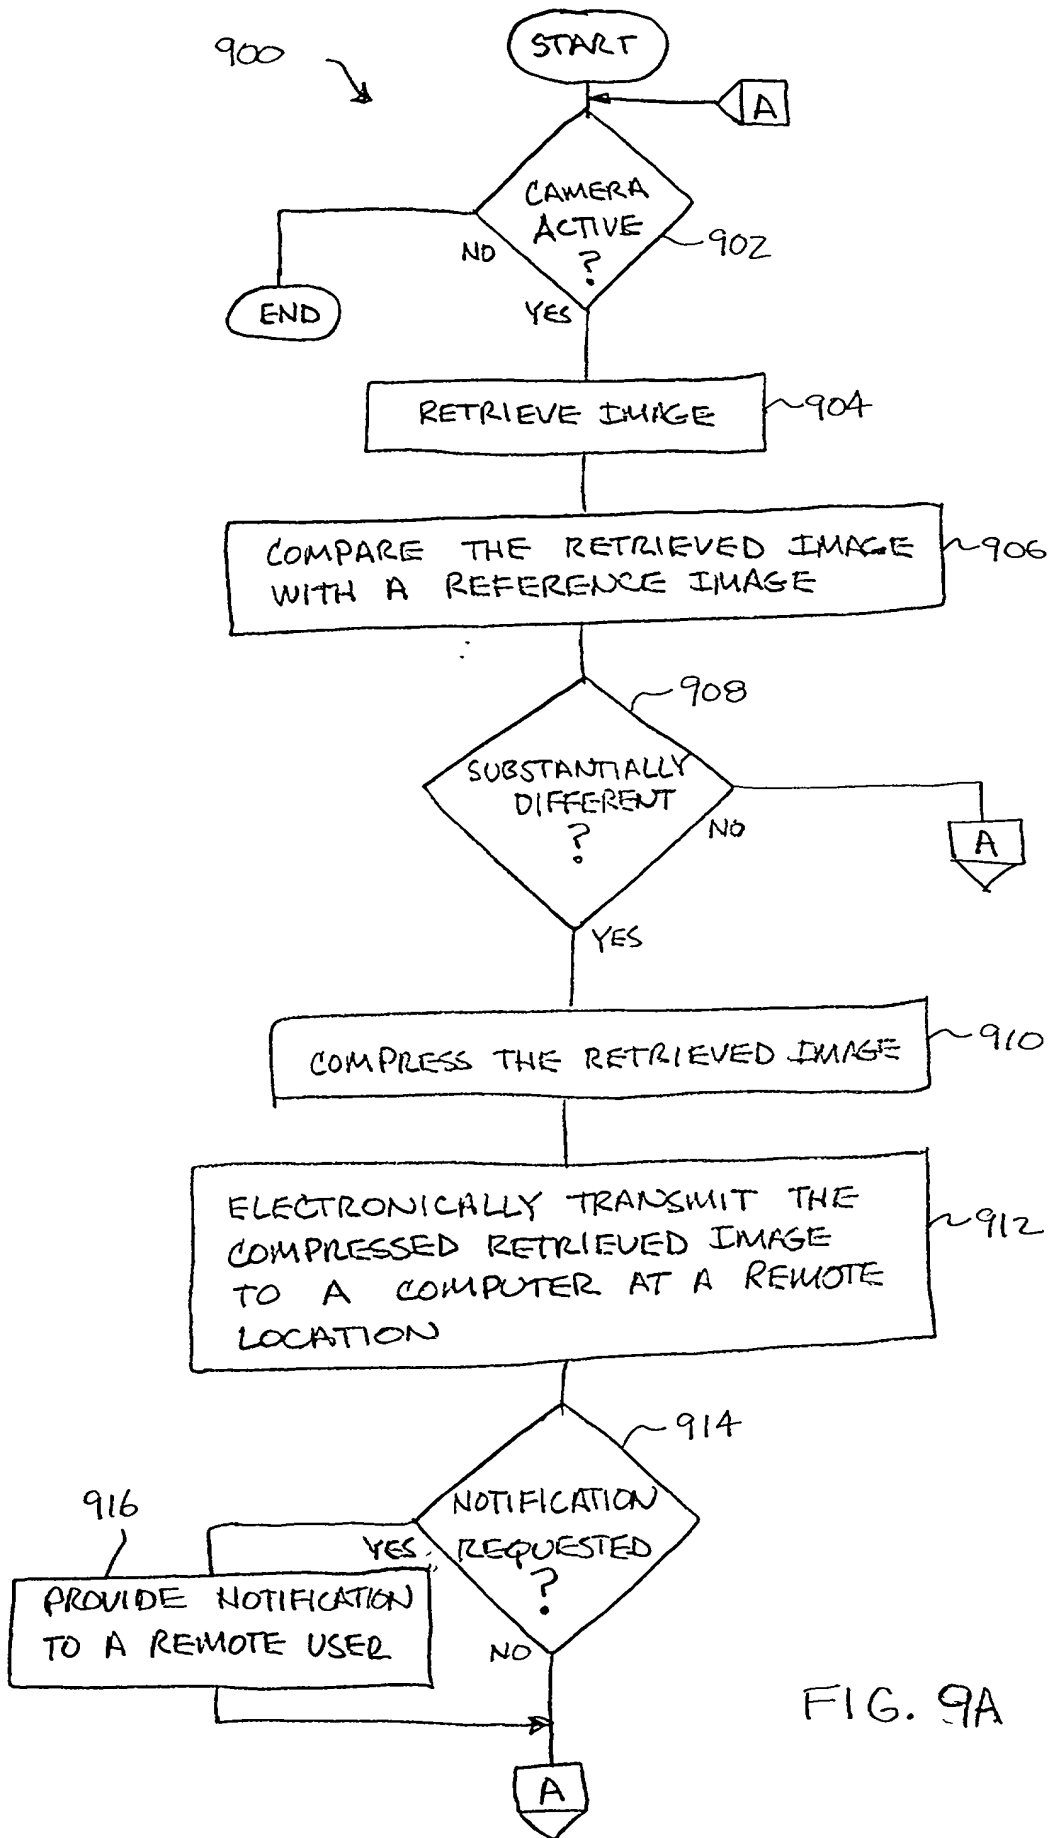 900
START
A
CAMERA
ACTIVE
?
902
NO
YES
END
RETRIEVE IMAGE
904
COMPARE THE RETRIEVED IMAGE
WITH A REFERENCE IMAGE
906
908
SUBSTANTIALLY
DIFFERENT
?
NO
A
YES
COMPRESS THE RETRIEVED IMAGE
910
ELECTRONICALLY TRANSMIT THE
COMPRESSED RETRIEVED IMAGE
TO A COMPUTER AT A REMOTE
LOCATION
912
914
NOTIFICATION
REQUESTED
?
YES
916
PROVIDE NOTIFICATION
TO A REMOTE USER
NO
A
FIG. 9A